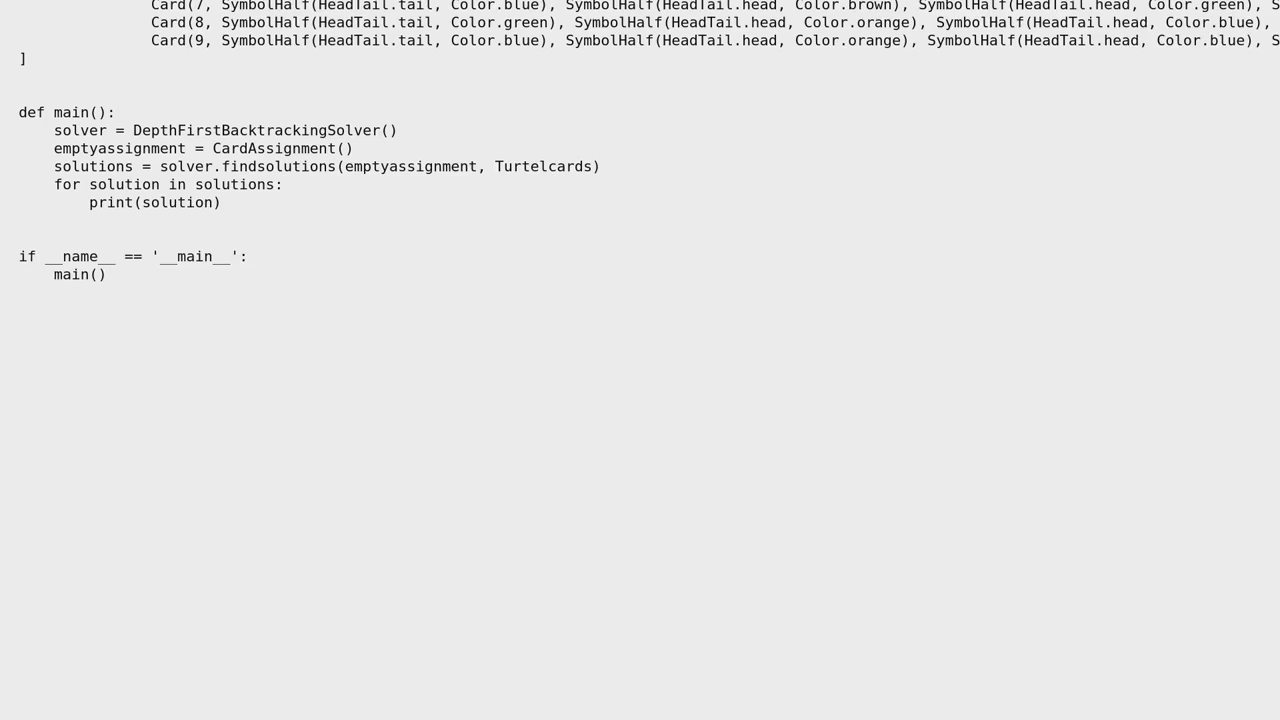 Card(7, SymbolHalf(HeadTail.tail, Color.blue), SymbolHalf(HeadTail.head, Color.brown), SymbolHalf(HeadTail.head, Color.green), S
Card(8, SymbolHalf(HeadTail.tail, Color.green), SymbolHalf(HeadTail.head, Color.orange), SymbolHalf(HeadTail.head, Color.blue),
Card(9, SymbolHalf(HeadTail.tail, Color.blue), SymbolHalf(HeadTail.head, Color.orange), SymbolHalf(HeadTail.head, Color.blue), S
]
def main():
solver = DepthFirstBacktrackingSolver()
emptyassignment = CardAssignment()
solutions = solver.findsolutions(emptyassignment, Turtelcards)
for solution in solutions:
print(solution)
if __name__ == '__main__':
main()